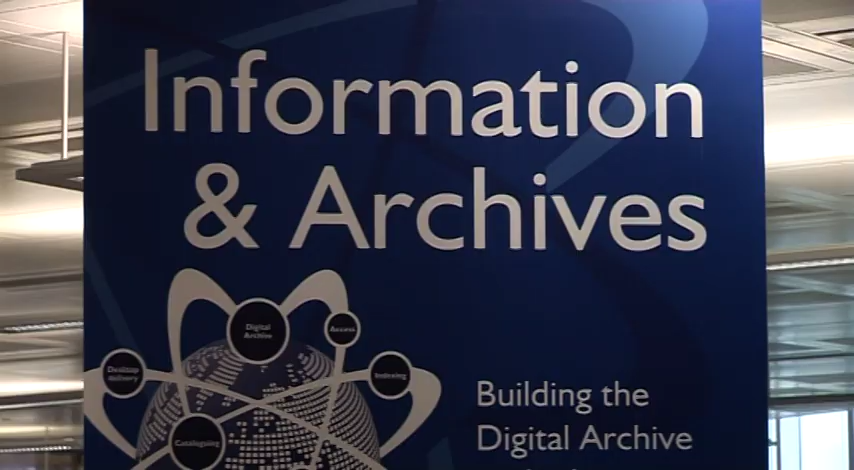 Information
& Archives
Digital
Archive
Access
Desktop
delivery
Indexing
Cataloguing
Building the
Digital Archive